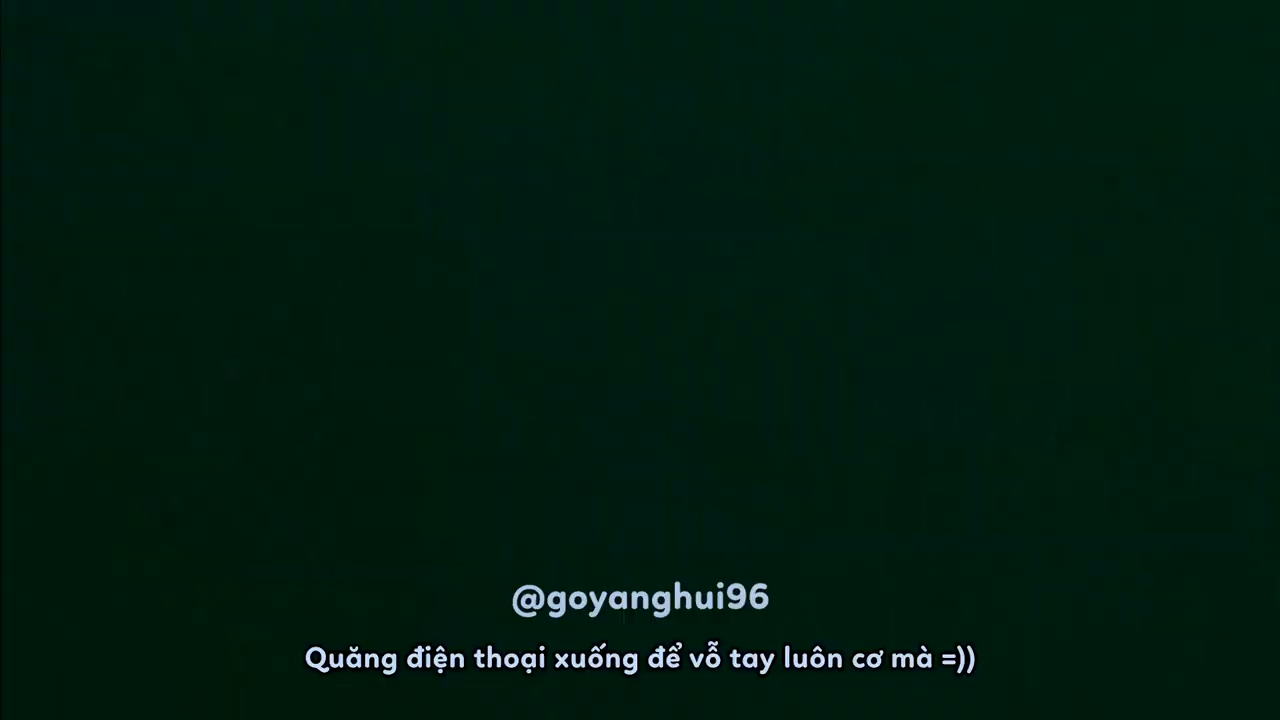 @goyanghui96
Quăng điện thoại xuống để vỗ tay luôn cơ mà =))